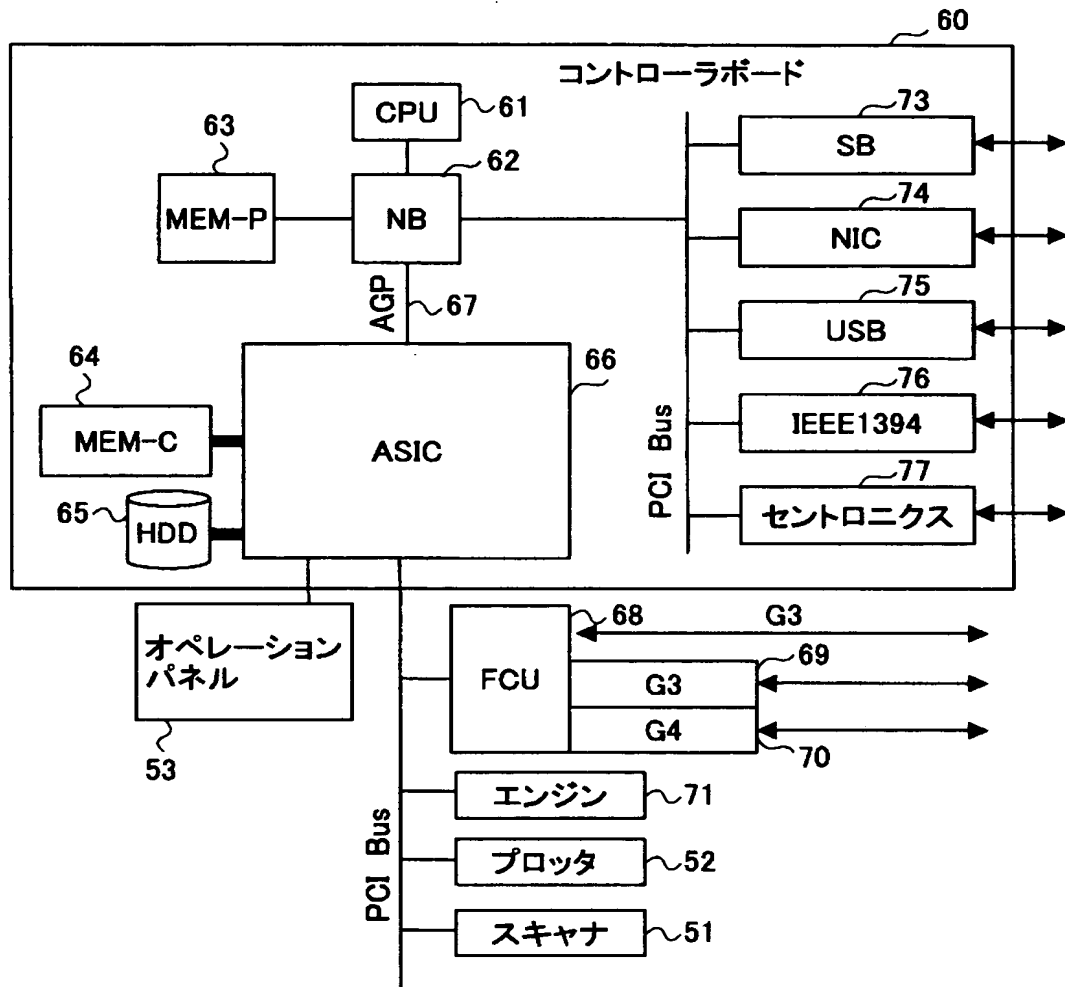 60
コントローラボード
CPU
61
63
MEM-P
62
NB
73
SB
74
NIC
AGP
67
75
USB
64
MEM-C
66
ASIC
76
IEEE1394
PCI Bus
65
HDD
77
セントロニクス
オペレーション
パネル
53
68
FCU
G3
69
G3
G4
70
エンジン
71
PCI Bus
プロッタ
52
スキャナ
51